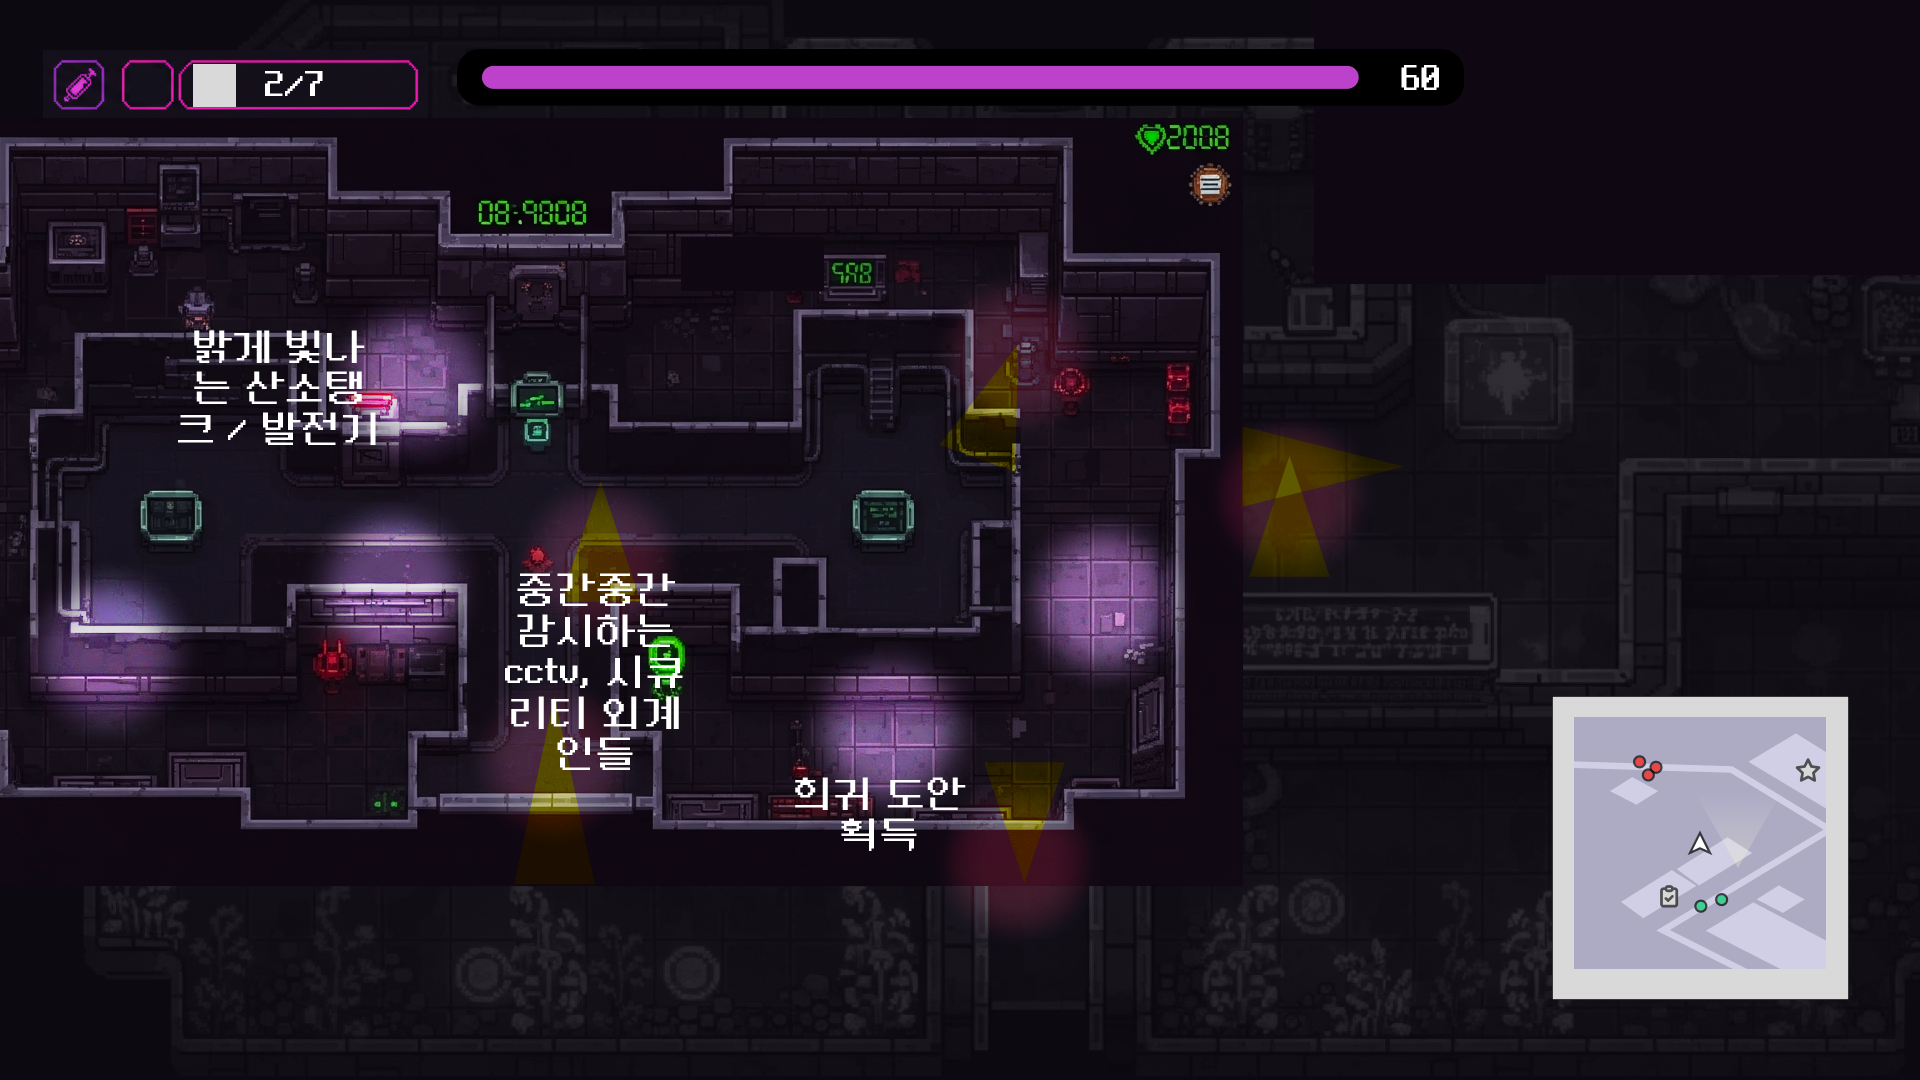 2/7
60
2008
08:9808
밝게 빛나
는 산소탱
크 / 발전기
중간중간
감시하는
cctv, 시큐
리티 외계
인들
희귀 도안
획득